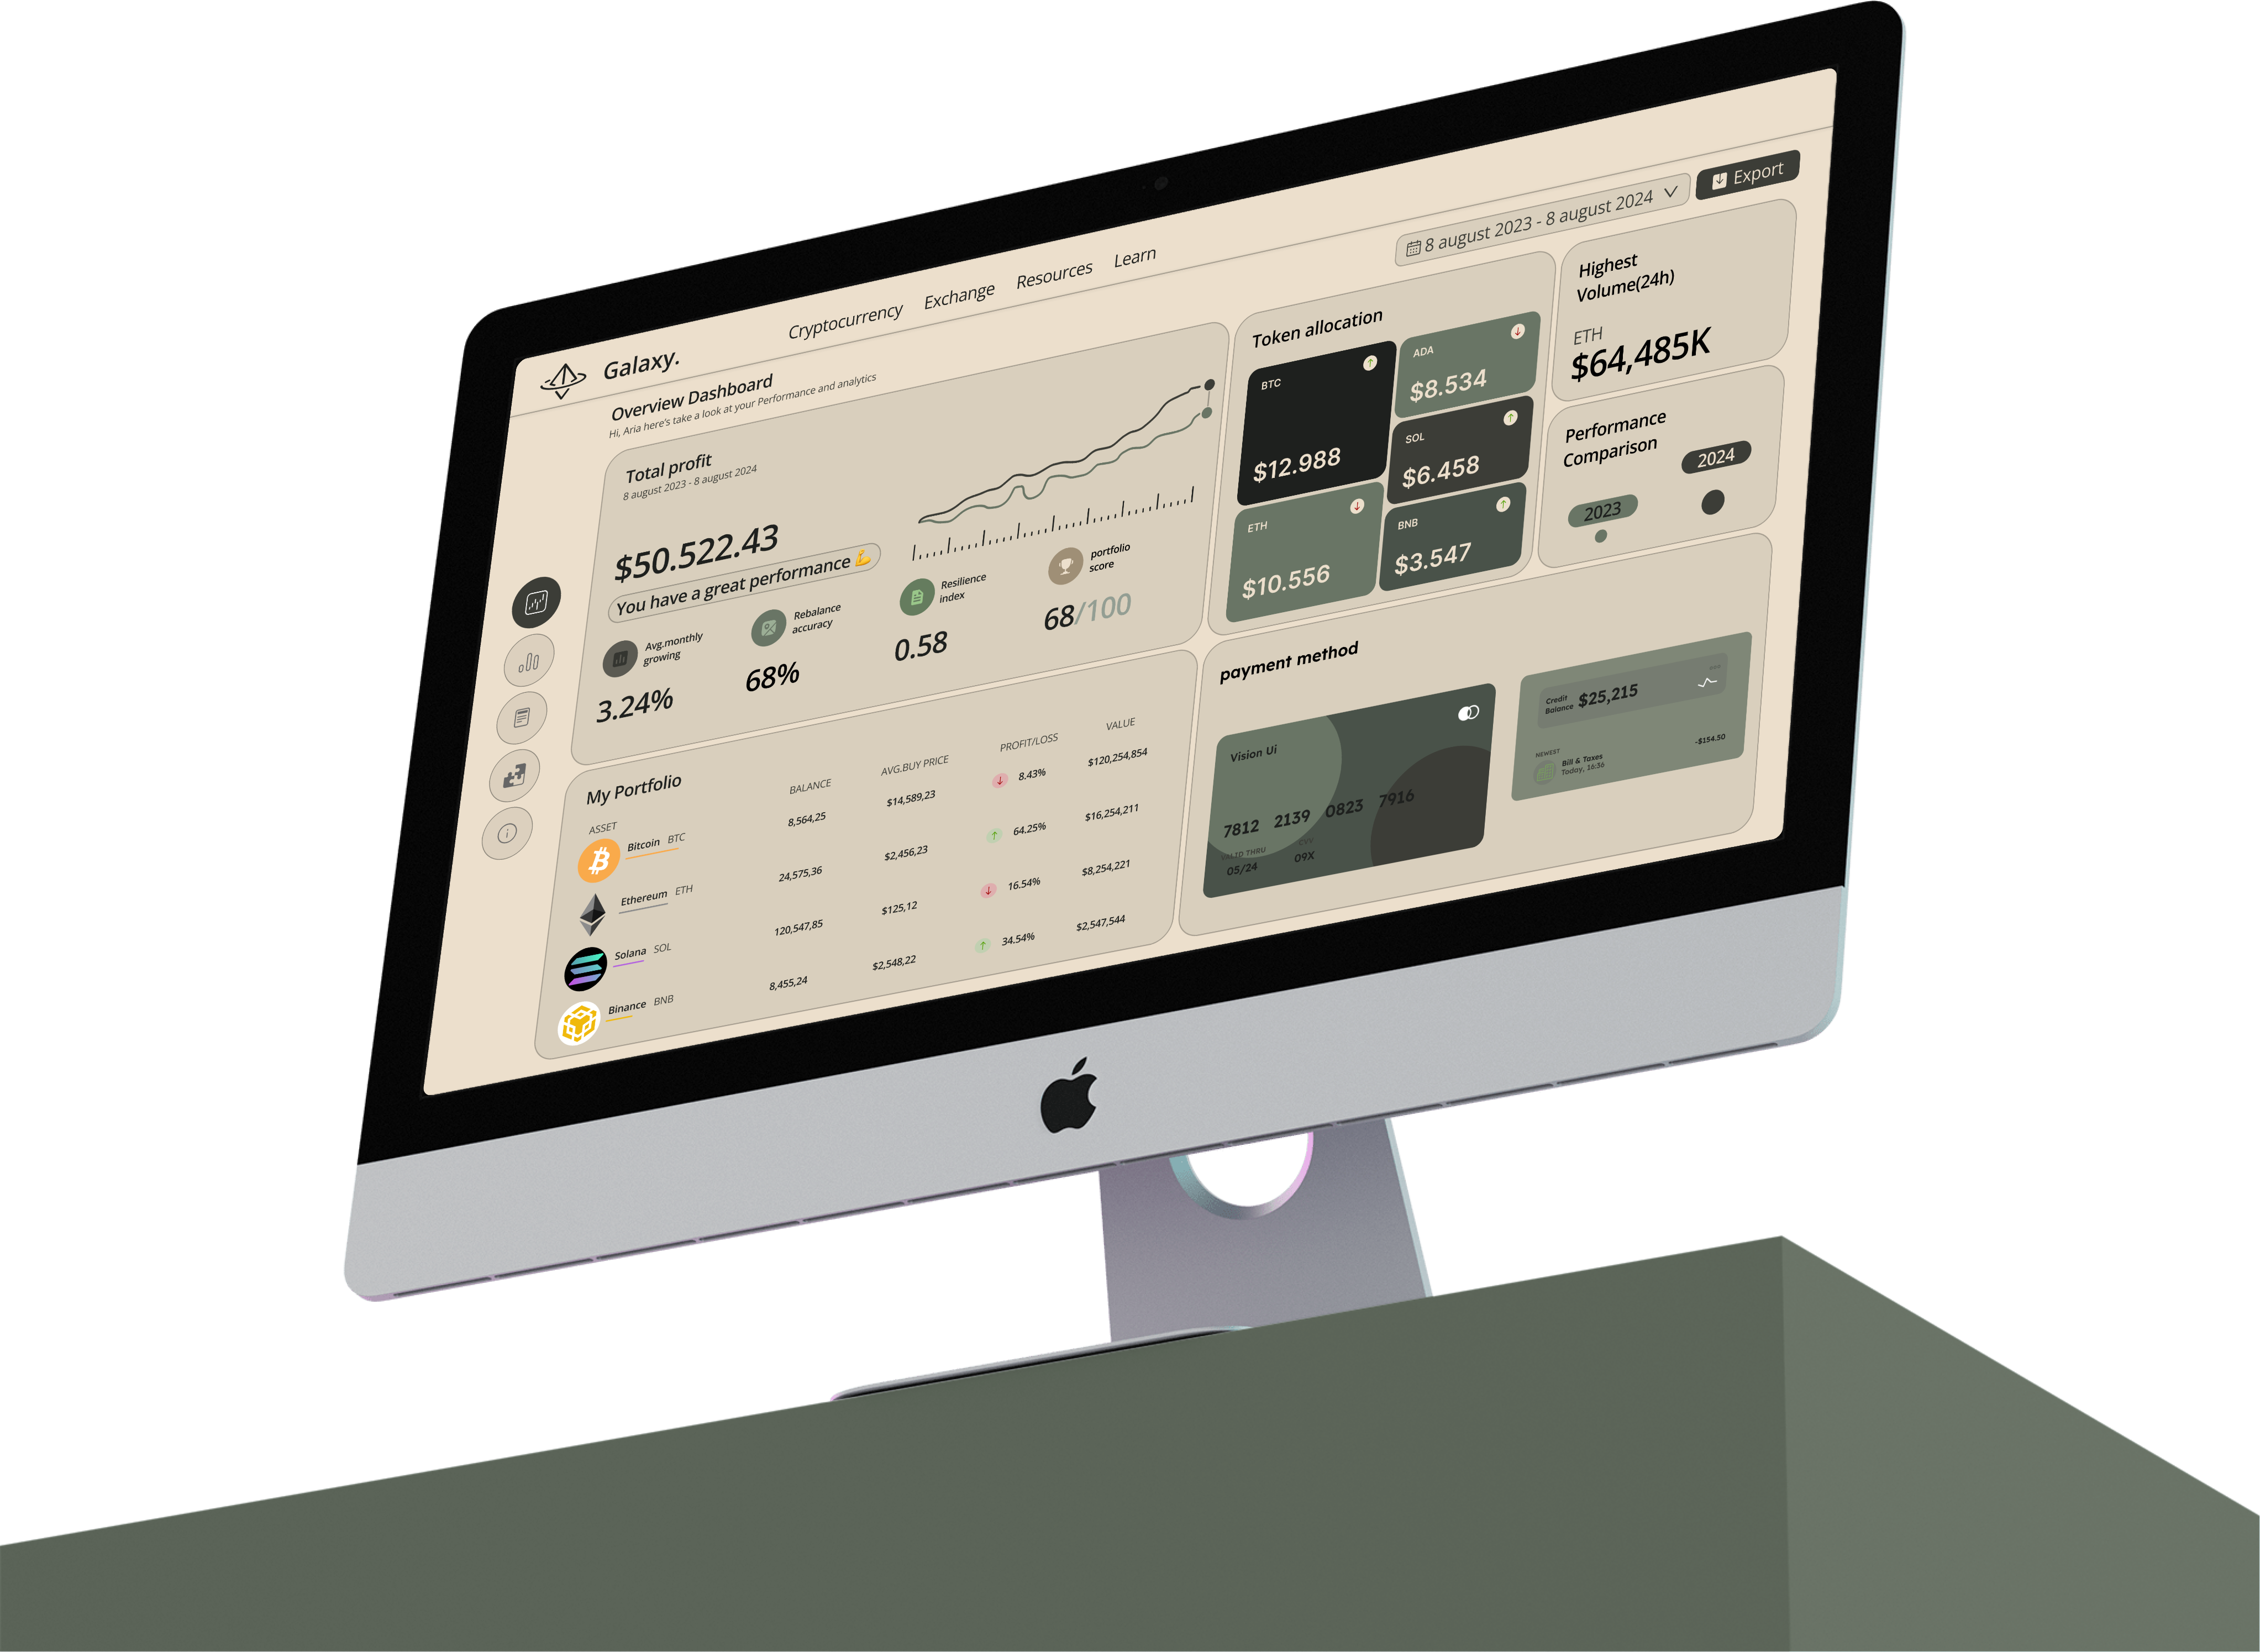 Galaxy.
Cryptocurrency
Exchange
Resources
Learn
Overview Dashboard
Hi, Aria here's take a look at your Performance and analytics
8 august 2023 - 8 august 2024
Export
Total profit
8 august 2023 - 8 august 2024
$50.522.43
You have a great performance 💪
Avg.monthly
growing
3.24%
Rebalance
accuracy
68%
Resilience
index
0.58
portfolio
score
68/100
Token allocation
BTC
$12.988
ADA
$8.534
SOL
$6.458
ETH
$10.556
BNB
$3.547
Highest
Volume(24h)
ETH
$64,485K
Performance
Comparison
2023
2024
My Portfolio
ASSET
BALANCE
AVG.BUY PRICE
PROFIT/LOSS
VALUE
Bitcoin BTC
8,564,25
$14,589,23
8.43%
$120,254,854
Ethereum ETH
24,575,36
$2,456,23
64.25%
$16,254,211
Solana SOL
120,547,85
$125,12
16.54%
$8,254,221
Binance BNB
8,455,24
$2,548,22
34.54%
$2,547,544
payment method
Vision Ui
7812 2139 0823 7916
VALID THRU
05/24
CVV
09X
Credit
Balance
$25,215
NEWEST
Bill & Taxes
Today, 16:36
-$154.50